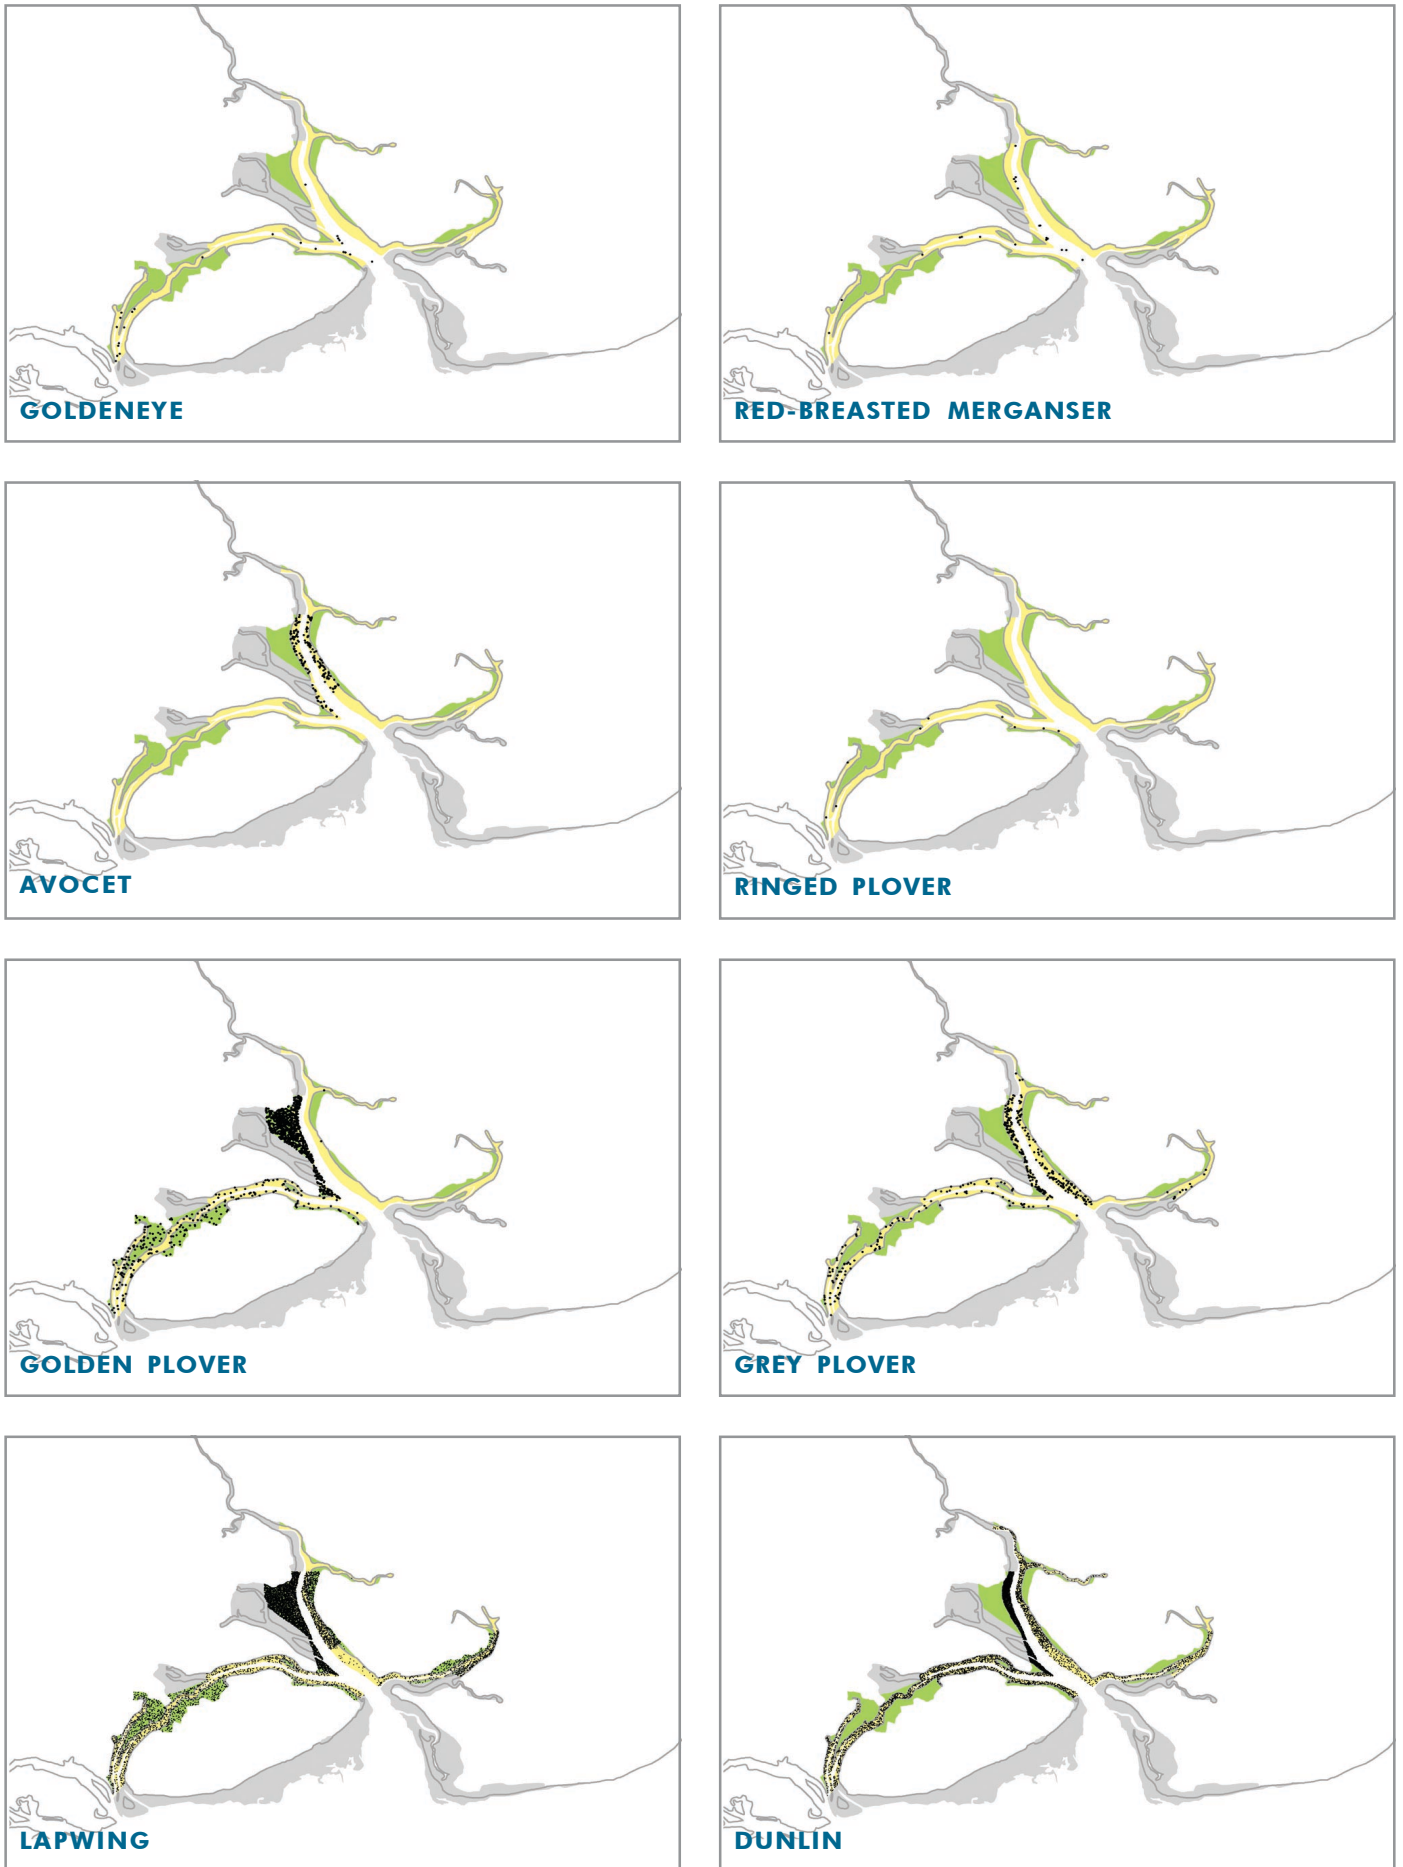 GOLDENEYE
RED-BREASTED MERGANSER
AVOCET
RINGED PLOVER
GOLDEN PLOVER
GREY PLOVER
LAPWING
DUNLIN